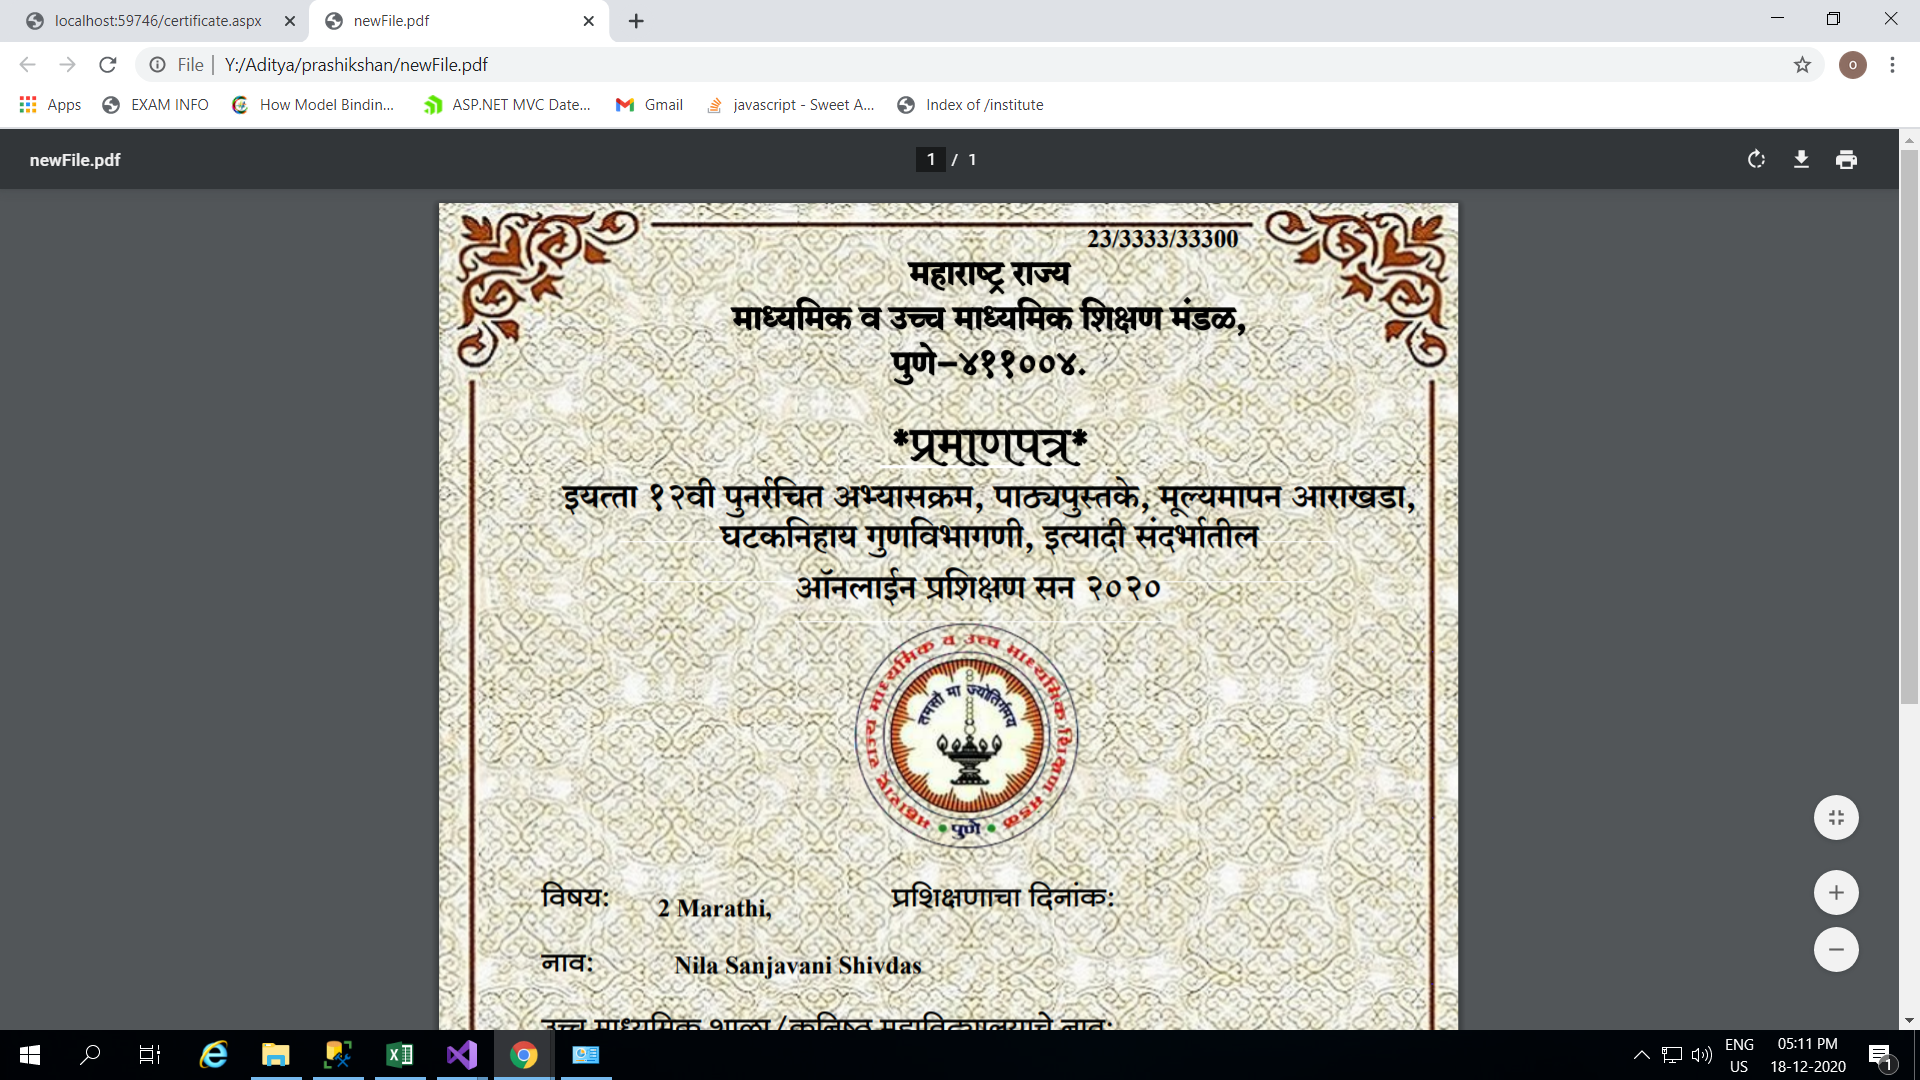 localhost:59746/certificate.aspx
newFile.pdf
File | Y:/Aditya/prashikshan/newFile.pdf
o
Apps
EXAM INFO
How Model Bindin...
ASP.NET MVC Date...
Gmail
javascript - Sweet A...
Index of /institute
newFile.pdf
1 / 1
23/3333/33300
महाराष्ट्र राज्य
माध्यमिक व उच्च माध्यमिक शिक्षण मंडळ,
पुणे–४११००४.
*प्रमाणपत्र*
इयत्ता १२वी पुनर्रचित अभ्यासक्रम, पाठ्यपुस्तके, मूल्यमापन आराखडा,
घटकनिहाय गुणविभागणी, इत्यादी संदर्भातील
ऑनलाईन प्रशिक्षण सन २०२०
महाराष्ट्र राज्य माध्यमिक व उच्च माध्यमिक शिक्षण मंडळ
तमसो मा ज्योतिर्गमय
पुणे
विषय: 2 Marathi, प्रशिक्षणाचा दिनांक:
नाव: Nila Sanjavani Shivdas
उच्च माध्यमिक शाळा/कनिष्ठ महाविद्यालयाचे नाव:
ENG
US
05:11 PM
18-12-2020
1